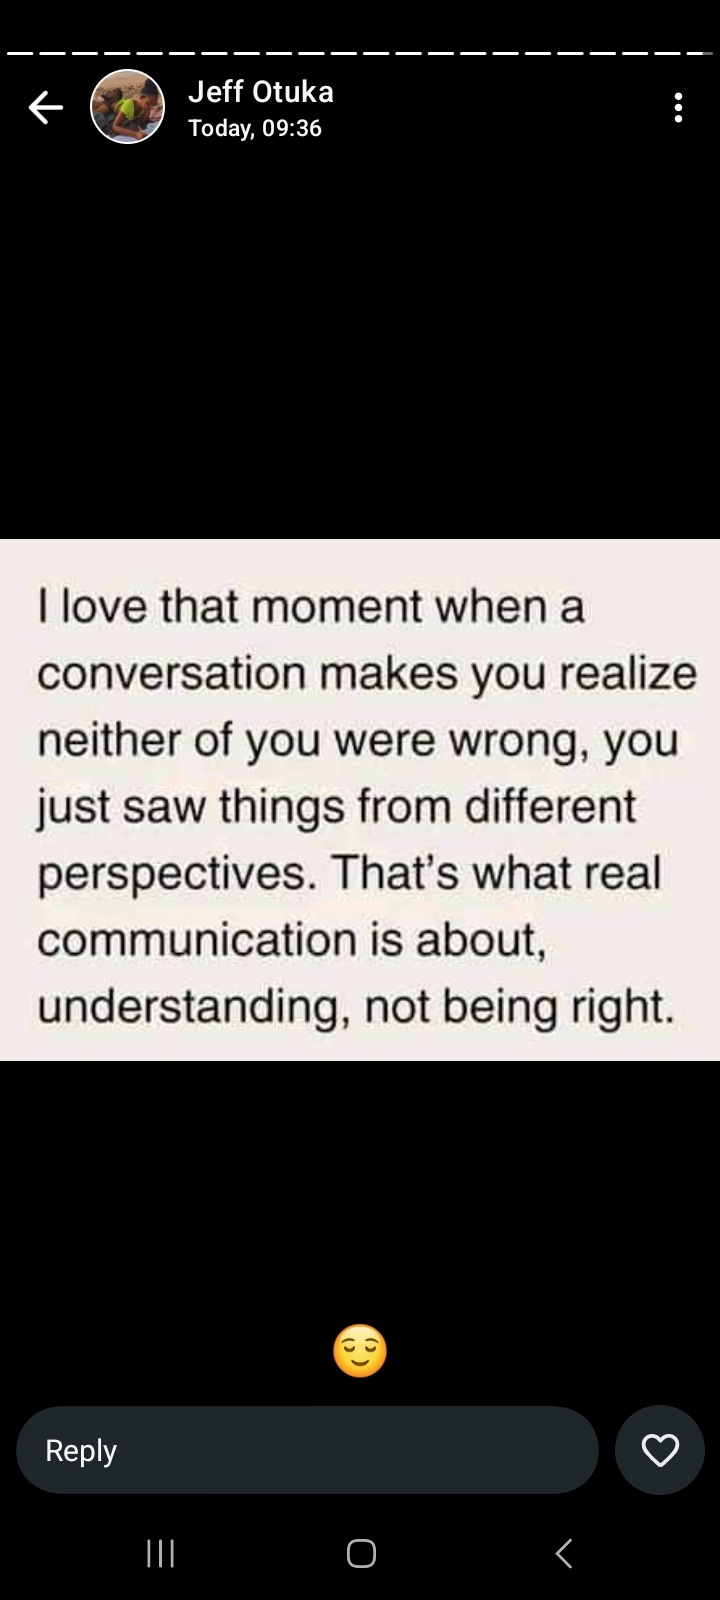 Jeff Otuka
Today, 09:36
I love that moment when a
conversation makes you realize
neither of you were wrong, you
just saw things from different
perspectives. That’s what real
communication is about,
understanding, not being right.
😌
Reply